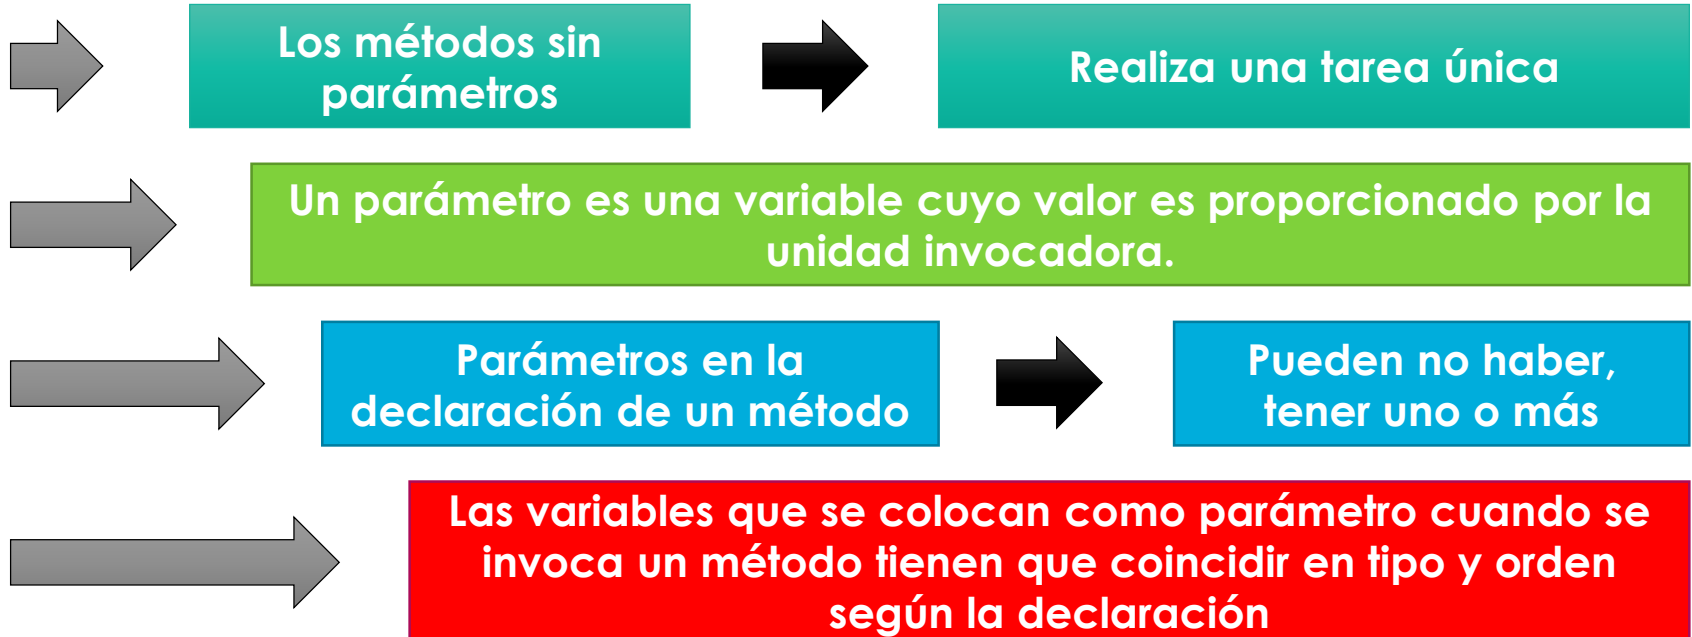 Los métodos sin
parámetros
Realiza una tarea única
Un parámetro es una variable cuyo valor es proporcionado por la
unidad invocadora.
Parámetros en la
declaración de un método
Pueden no haber,
tener uno o más
Las variables que se colocan como parámetro cuando se
invoca un método tienen que coincidir en tipo y orden
según la declaración